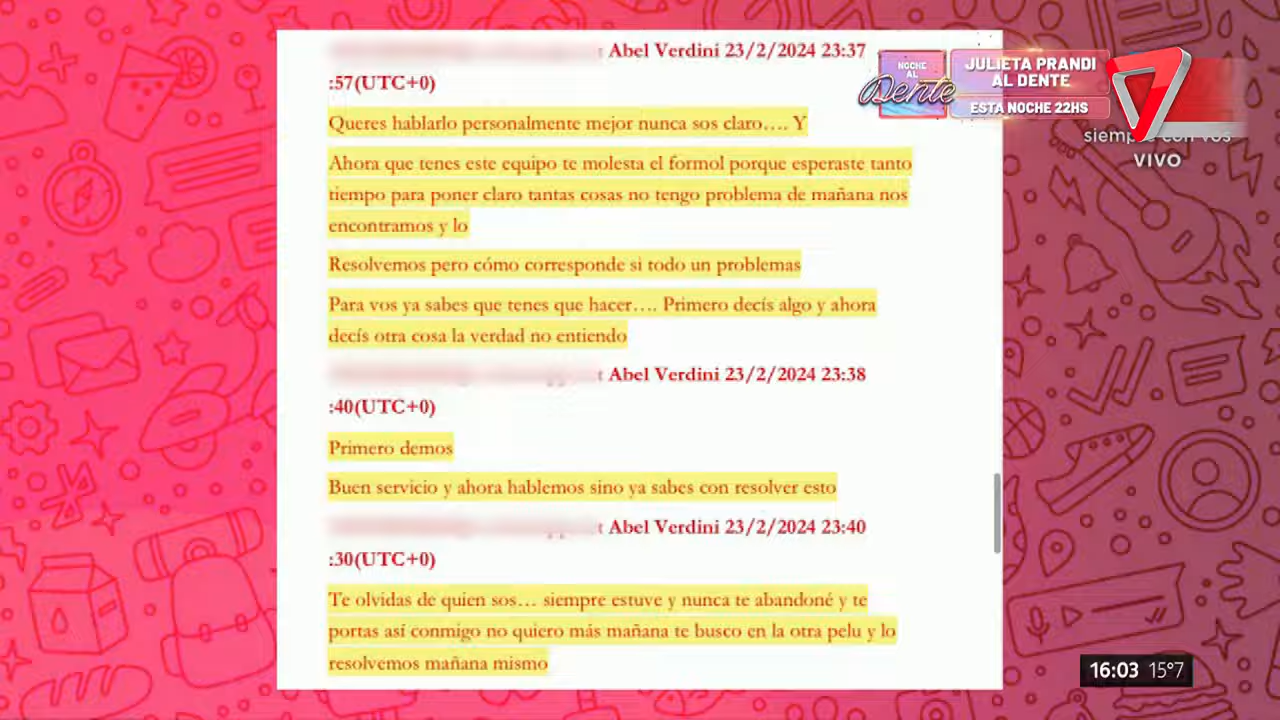 Abel Verdini 23/2/2024 23:37
:57(UTC+0)
Queres hablarlo personalmente mejor nunca sos claro…. Y
Ahora que tenes este equipo te molesta el formol porque esperaste tanto
tiempo para poner claro tantas cosas no tengo problema de mañana nos
encontramos y lo
Resolvemos pero cómo corresponde si todo un problemas
Para vos ya sabes que tenes que hacer…. Primero decís algo y ahora
decís otra cosa la verdad no entiendo
Abel Verdini 23/2/2024 23:38
:40(UTC+0)
Primero demos
Buen servicio y ahora hablemos sino ya sabes con resolver esto
Abel Verdini 23/2/2024 23:40
:30(UTC+0)
Te olvidas de quien sos… siempre estuve y nunca te abandoné y te
portas así conmigo no quiero más mañana te busco en la otra pelu y lo
resolvemos mañana mismo
NOCHE
AL
Dente
JULIETA PRANDI
AL DENTE
ESTA NOCHE 22HS
siempre con vos
VIVO
16:03 15°7